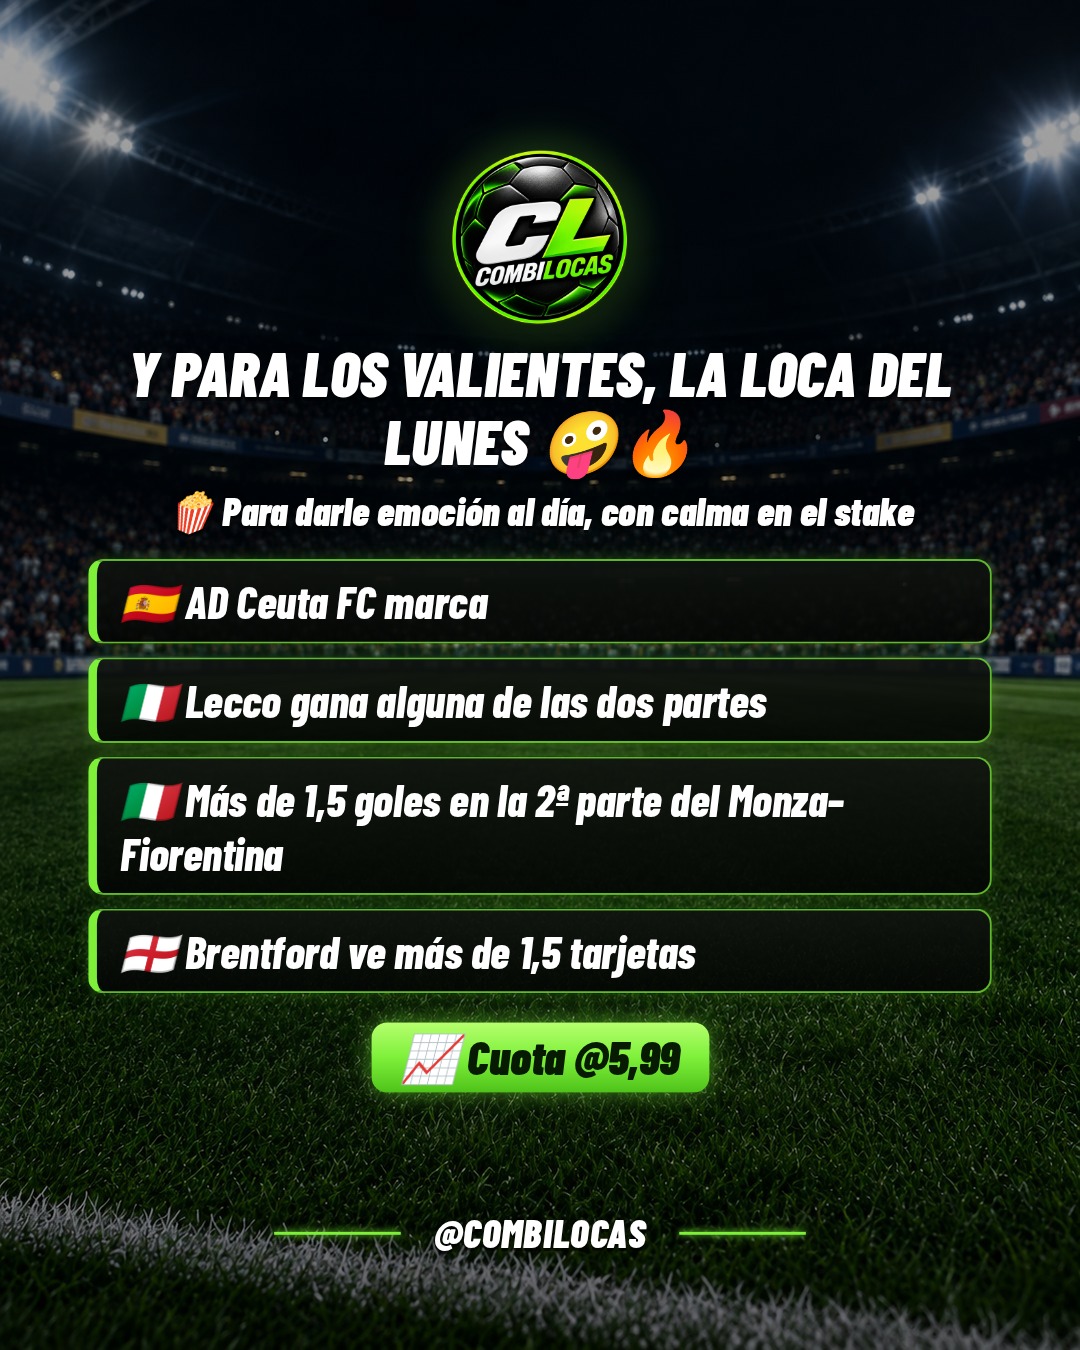 CL
COMBILOCAS
Y PARA LOS VALIENTES, LA LOCA DEL
LUNES 🤪🔥
🍿 Para darle emoción al día, con calma en el stake
🇪🇸 AD Ceuta FC marca
🇮🇹 Lecco gana alguna de las dos partes
🇮🇹 Más de 1,5 goles en la 2ª parte del Monza-
Fiorentina
🏴󠁧󠁢󠁥󠁮󠁧󠁿 Brentford ve más de 1,5 tarjetas
📈 Cuota @5,99
@COMBILOCAS